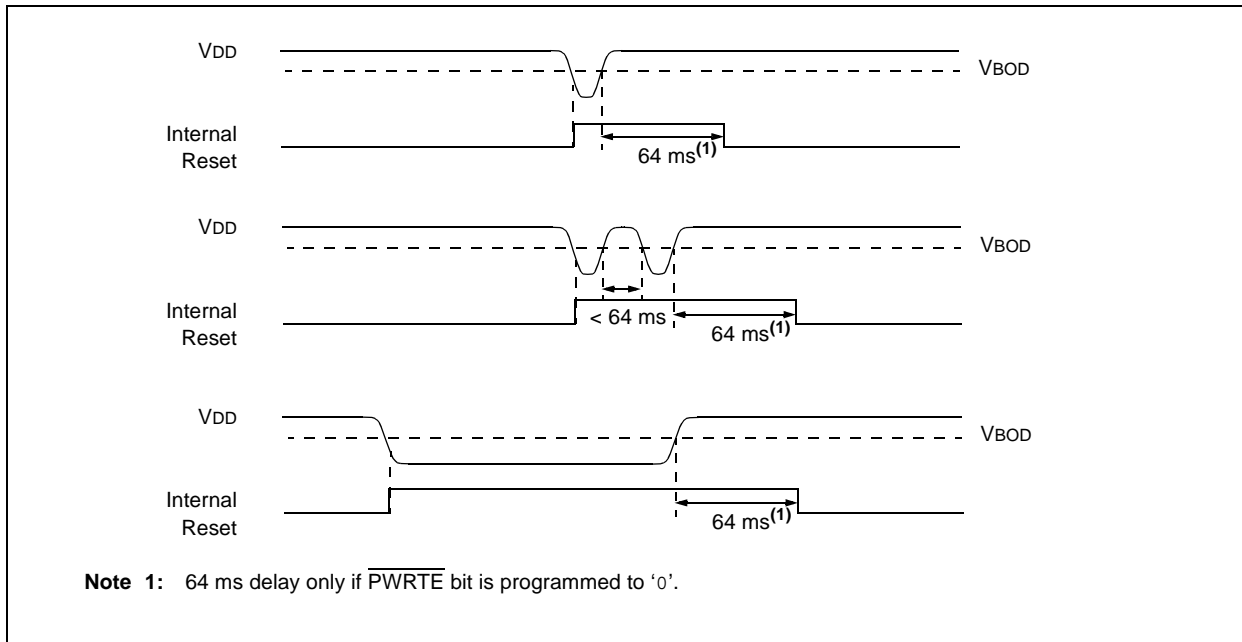 VDD
VBOD
Internal
Reset
64 ms(1)
VDD
VBOD
Internal
Reset
< 64 ms
64 ms(1)
VDD
VBOD
Internal
Reset
64 ms(1)
Note 1: 64 ms delay only if PWRTE bit is programmed to ‘0’.